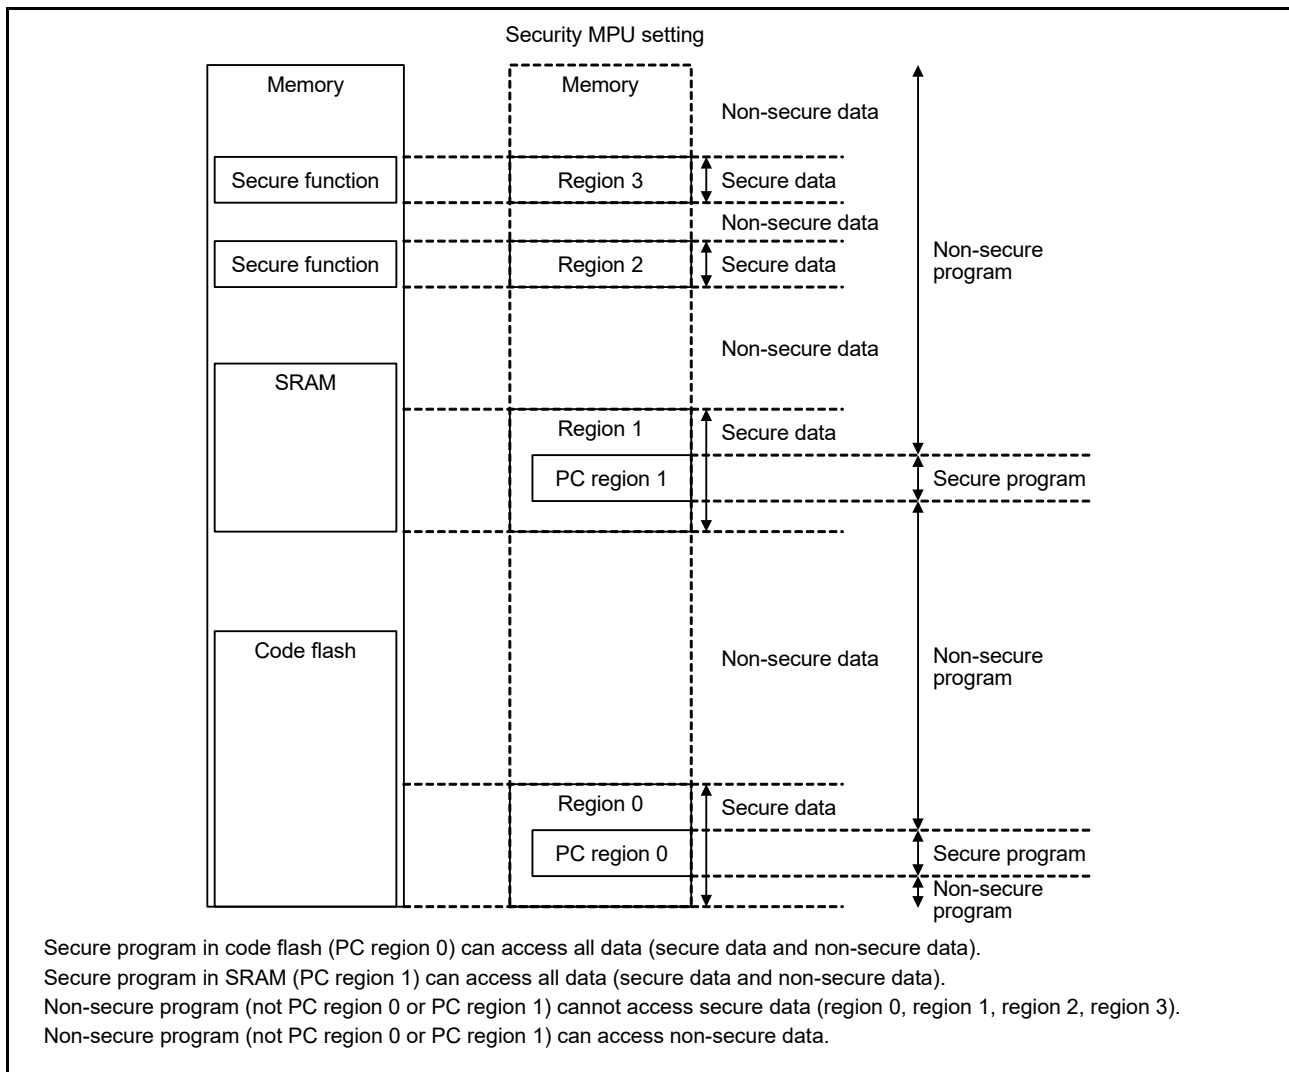 Security MPU setting
Memory
Memory
Non-secure data
Secure function
Region 3
Secure data
Non-secure data
Secure function
Region 2
Secure data
Non-secure
program
Non-secure data
SRAM
Region 1
Secure data
PC region 1
Secure program
Code flash
Non-secure data
Non-secure
program
Region 0
Secure data
PC region 0
Secure program
Non-secure
program
Secure program in code flash (PC region 0) can access all data (secure data and non-secure data).
Secure program in SRAM (PC region 1) can access all data (secure data and non-secure data).
Non-secure program (not PC region 0 or PC region 1) cannot access secure data (region 0, region 1, region 2, region 3).
Non-secure program (not PC region 0 or PC region 1) can access non-secure data.